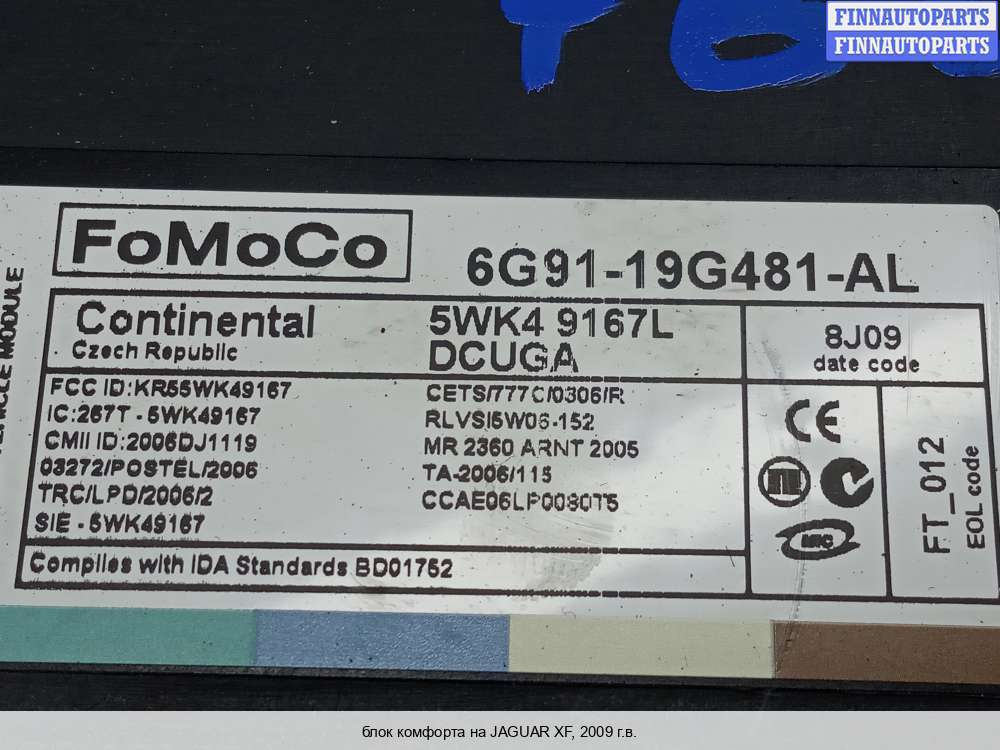 FINNAUTOPARTS
FINNAUTOPARTS
FoMoCo
6G91-19G481-AL
Continental
Czech Republic
5WK4 9167L
DCUGA
8J09
date code
FCC ID:KR55WK49167
IC:267T - 5WK49167
CMII ID:2006DJ1119
03272/POSTEL/2006
TRC/LPD/2006/2
SIE - 5WK49167
CETS/777C/0306/R
RLVSI5W06-152
MR 2360 ARNT 2005
TA-2006/115
CCAE06LP0080T5
CE
FT_012
EOL code
Complies with IDA Standards BD01752
MODULE
блок комфорта на JAGUAR XF, 2009 г.в.